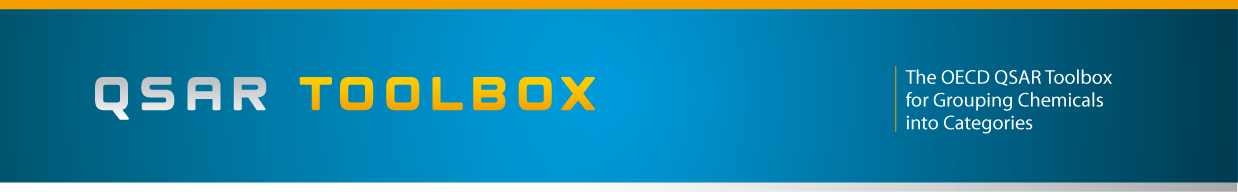 QSAR TOOLBOX
The OECD QSAR Toolbox
for Grouping Chemicals
into Categories